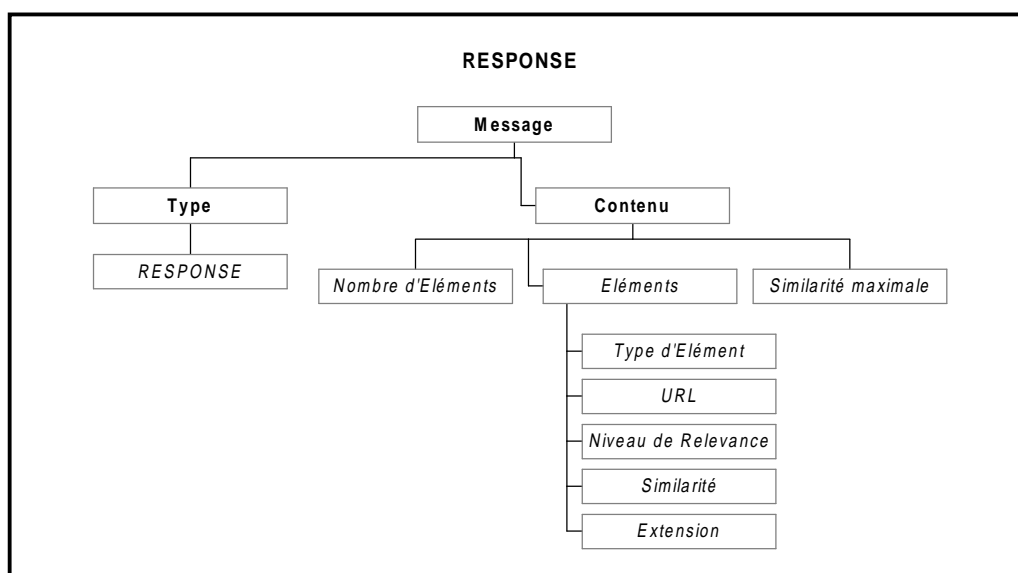 RESPONSE
Message
Type
Contenu
RESPONSE
Nombre d'Eléments
Eléments
Similarité maximale
Type d'Elément
URL
Niveau de Relevance
Similarité
Extension